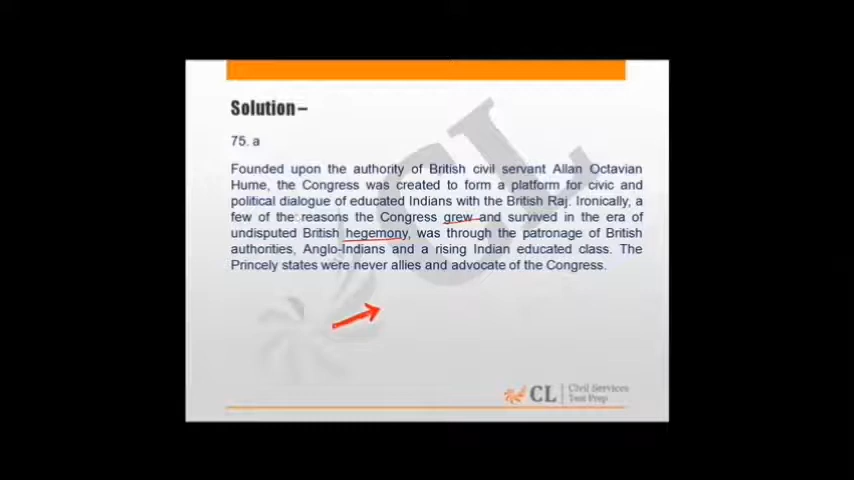 Solution–
75. a
Founded upon the authority of British civil servant Allan Octavian
Hume, the Congress was created to form a platform for civic and
political dialogue of educated Indians with the British Raj. Ironically, a
few of the reasons the Congress grew and survived in the era of
undisputed British hegemony, was through the patronage of British
authorities, Anglo-Indians and a rising Indian educated class. The
Princely states were never allies and advocate of the Congress.
CL
Civil Services
Test Prep